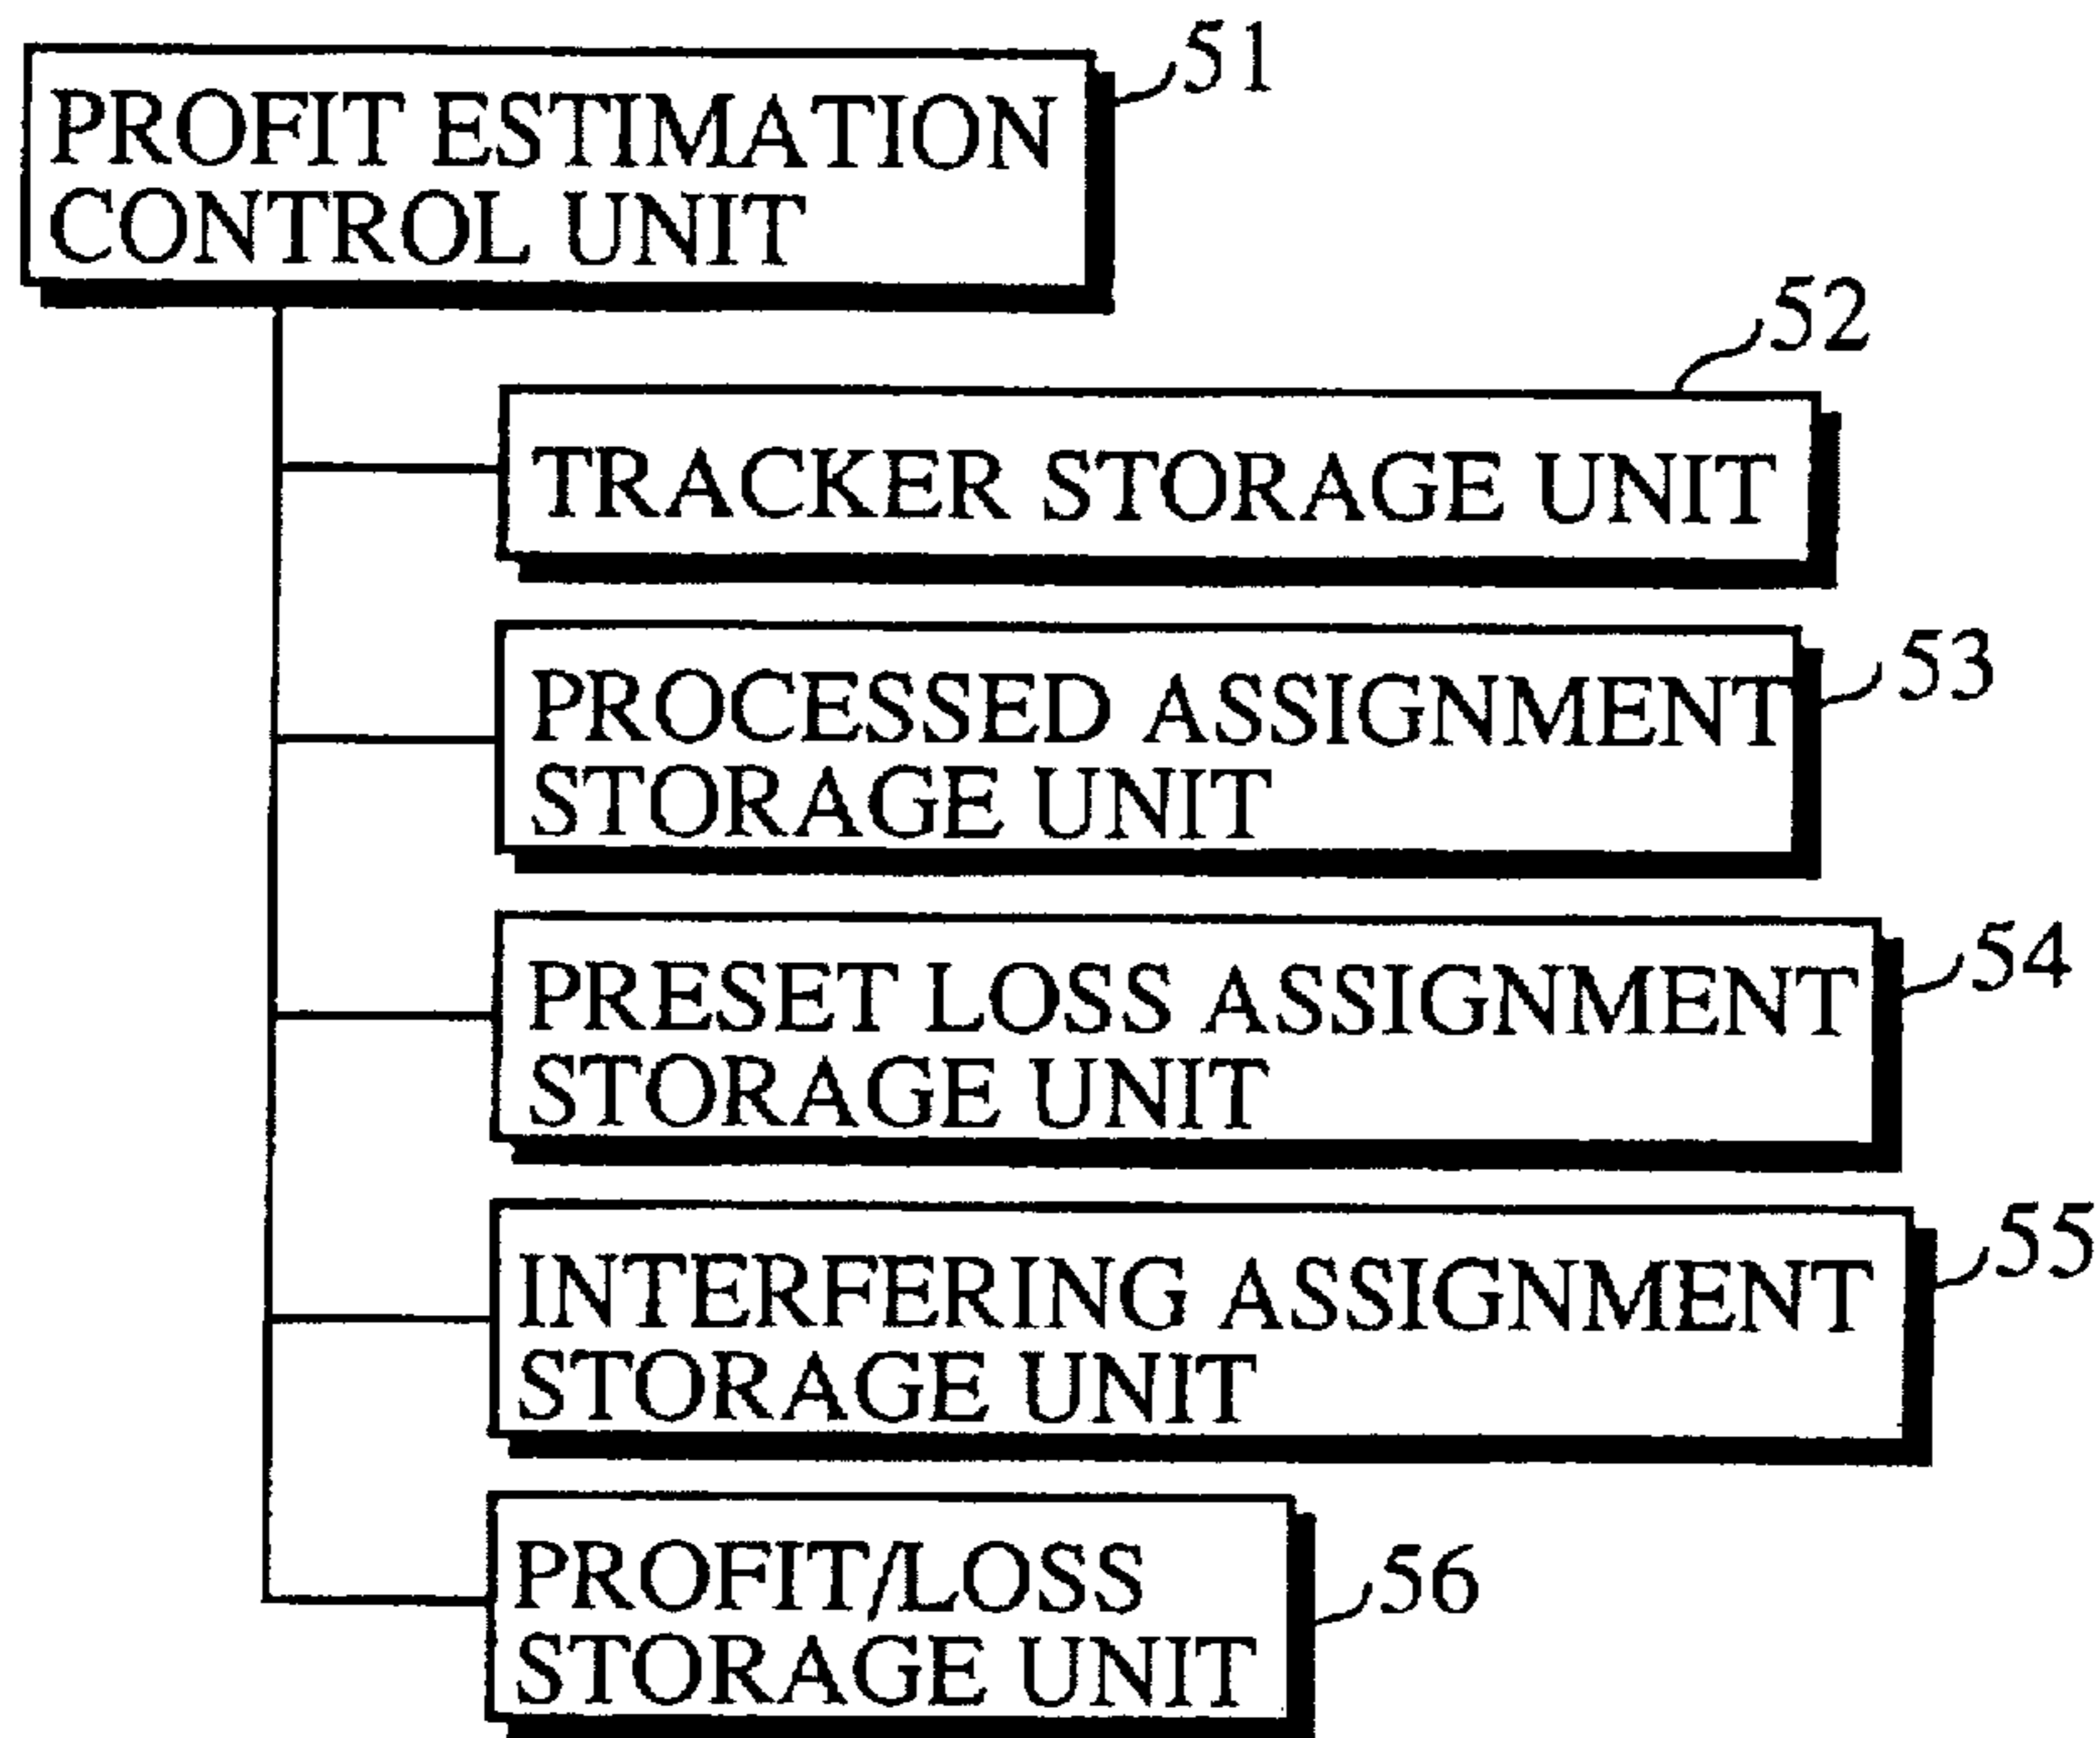 51
PROFIT ESTIMATION
CONTROL UNIT
52
TRACKER STORAGE UNIT
53
PROCESSED ASSIGNMENT
STORAGE UNIT
54
PRESET LOSS ASSIGNMENT
STORAGE UNIT
55
INTERFERING ASSIGNMENT
STORAGE UNIT
56
PROFIT/LOSS
STORAGE UNIT